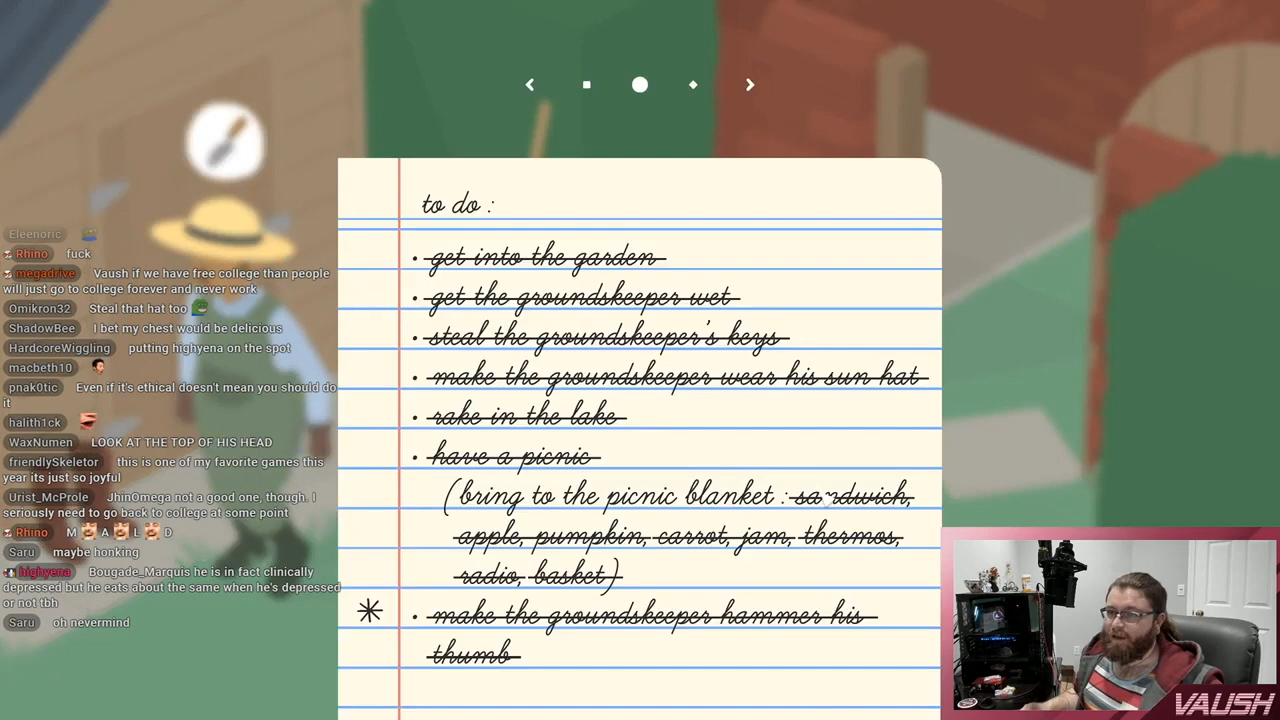 to do :
• get into the garden
• get the groundskeeper wet
• steal the groundskeeper's keys
• make the groundskeeper wear his sun hat
• rake in the lake
• have a picnic
(bring to the picnic blanket : sandwich,
apple, pumpkin, carrot, jam, thermos,
radio, basket)
• make the groundskeeper hammer his
thumb
Eleenoric
Rhino fuck
megadrive Vaush if we have free college than people
will just go to college forever and never work
Omikron32 Steal that hat too
ShadowBee I bet my chest would be delicious
HardcoreWiggling putting highyena on the spot
macbeth10
pnak0tic Even if it's ethical doesn't mean you should do
it
halith1ck
WaxNumen LOOK AT THE TOP OF HIS HEAD
friendlySkeletor this is one of my favorite games this
year its just so joyful
Urist_McProle JhinOmega not a good one, though. I
seriously need to go back to college at some point
Rhino M A L D
Saru maybe honking
highyena Bougade_Marquis he is in fact clinically
depressed but he eats about the same when he's depressed
or not tbh
Saru oh nevermind
VAUSH